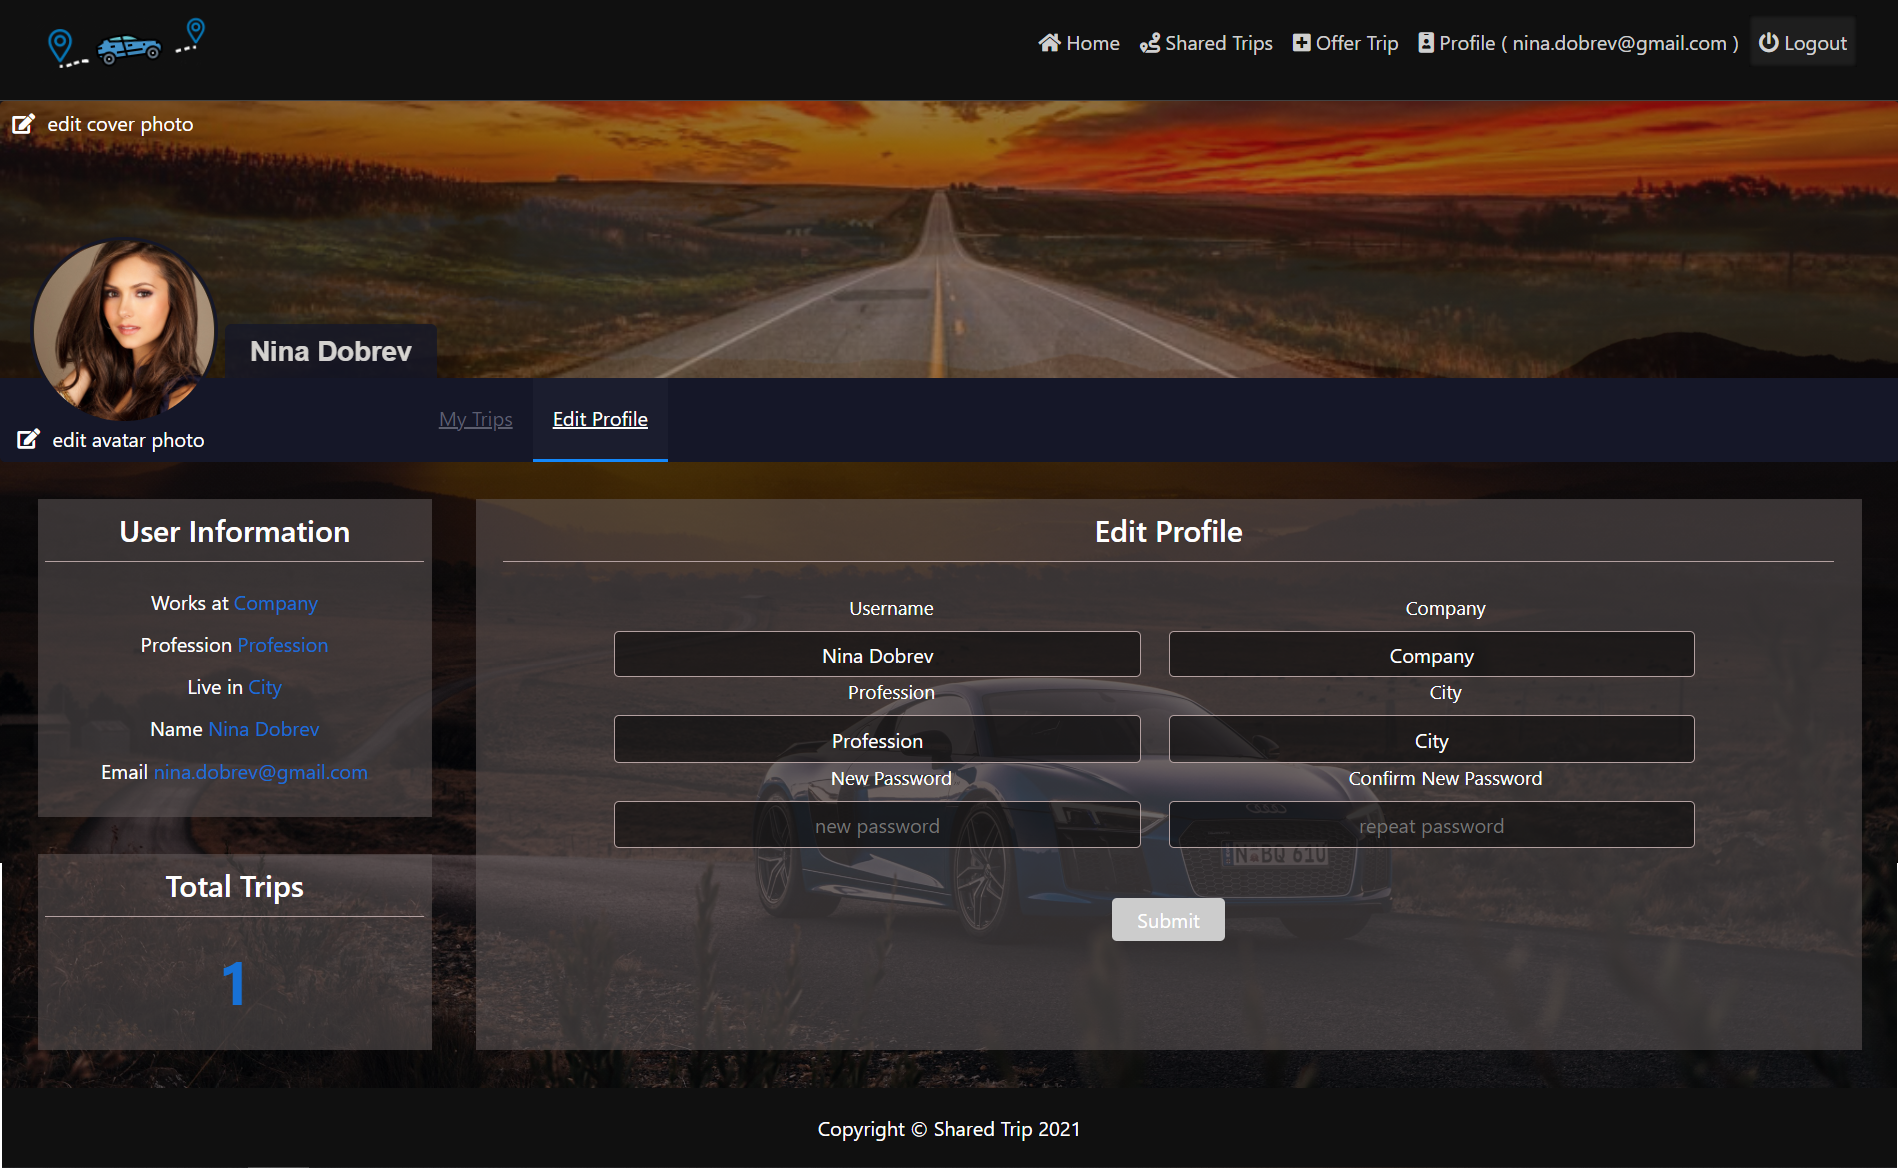 Home Shared Trips Offer Trip Profile ( nina.dobrev@gmail.com ) Logout
edit cover photo
Nina Dobrev
My Trips Edit Profile
edit avatar photo
User Information
Works at Company
Profession Profession
Live in City
Name Nina Dobrev
Email nina.dobrev@gmail.com
Total Trips
1
Edit Profile
Username Company
Nina Dobrev Company
Profession City
Profession City
New Password Confirm New Password
new password repeat password
N BQ 61U
Submit
Copyright © Shared Trip 2021